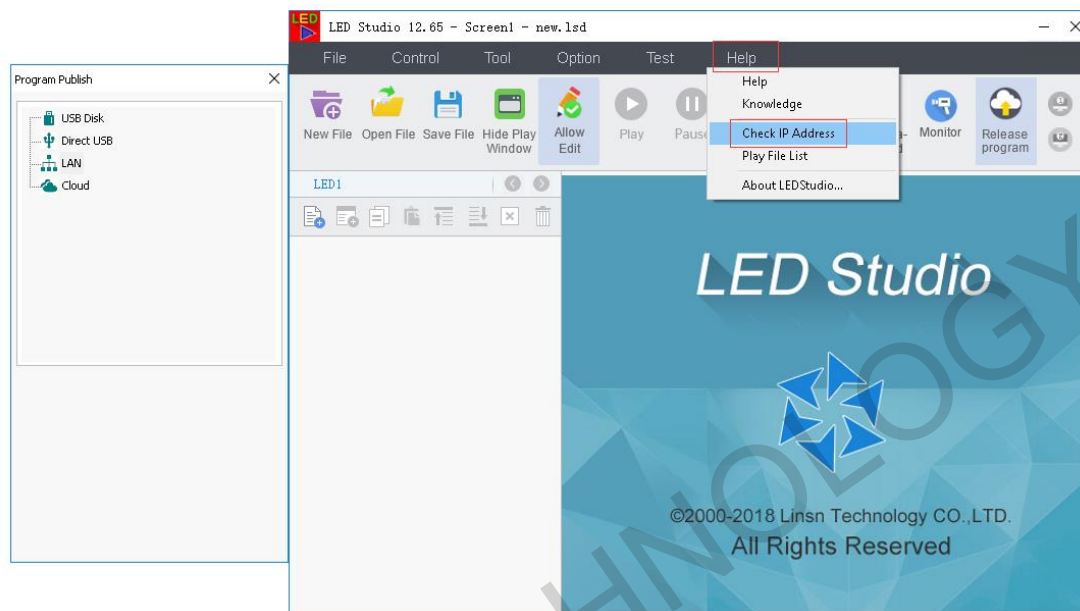 LED Studio 12.65 - Screen1 - new.lsd
File Control Tool Option Test Help
Program Publish
USB Disk
Direct USB
LAN
Cloud
New File Open File Save File Hide Play Window Allow Edit Play Pause Monitor Release program
Help
Knowledge
Check IP Address
Play File List
About LEDStudio...
LED1
LED Studio
©2000-2018 Linsn Technology CO.,LTD.
All Rights Reserved
HNOLOGY